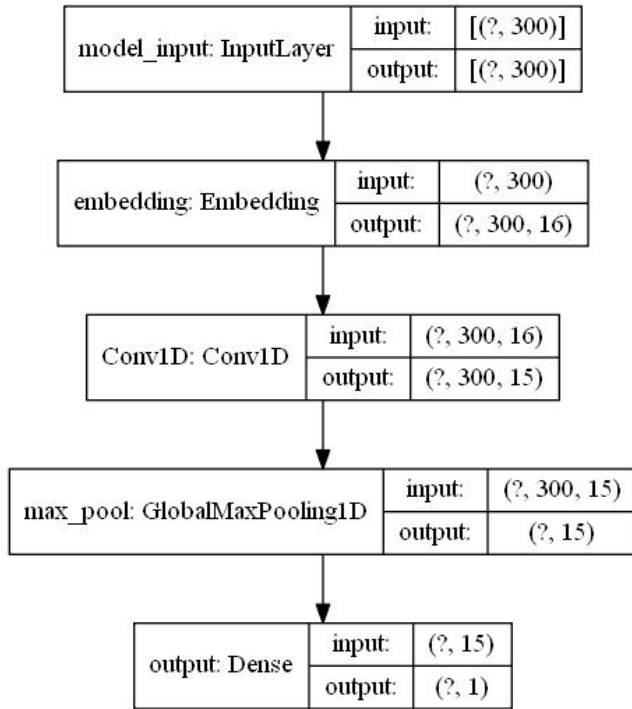 model_input: InputLayer
input:
[(?, 300)]
output:
[(?, 300)]
embedding: Embedding
input:
(?, 300)
output:
(?, 300, 16)
Conv1D: Conv1D
input:
(?, 300, 16)
output:
(?, 300, 15)
max_pool: GlobalMaxPooling1D
input:
(?, 300, 15)
output:
(?, 15)
output: Dense
input:
(?, 15)
output:
(?, 1)